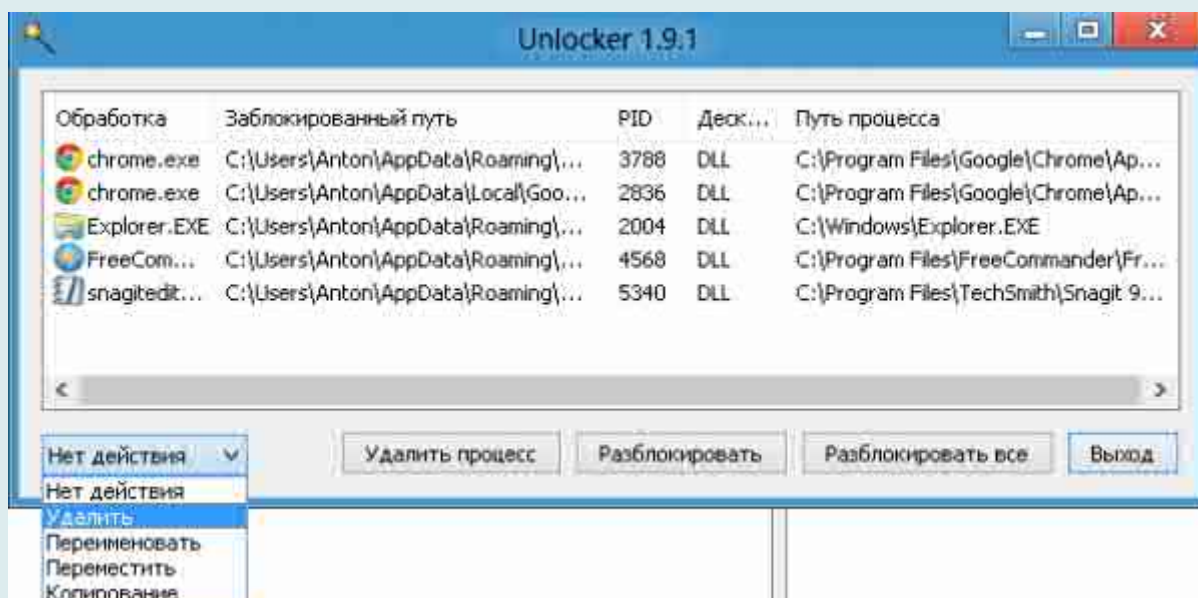 Unlocker 1.9.1
Обработка Заблокированный путь PID Деск... Путь процесса
chrome.exe C:\Users\Anton\AppData\Roaming\... 3788 DLL C:\Program Files\Google\Chrome\Ap...
chrome.exe C:\Users\Anton\AppData\Local\Goo... 2836 DLL C:\Program Files\Google\Chrome\Ap...
Explorer.EXE C:\Users\Anton\AppData\Roaming\... 2004 DLL C:\Windows\Explorer.EXE
FreeCom... C:\Users\Anton\AppData\Roaming\... 4568 DLL C:\Program Files\FreeCommander\Fr...
snagitedit... C:\Users\Anton\AppData\Roaming\... 5340 DLL C:\Program Files\TechSmith\Snagit 9...
Нет действия Удалить процесс Разблокировать Разблокировать все Выход
Нет действия
Удалить
Переименовать
Переместить
Копирование